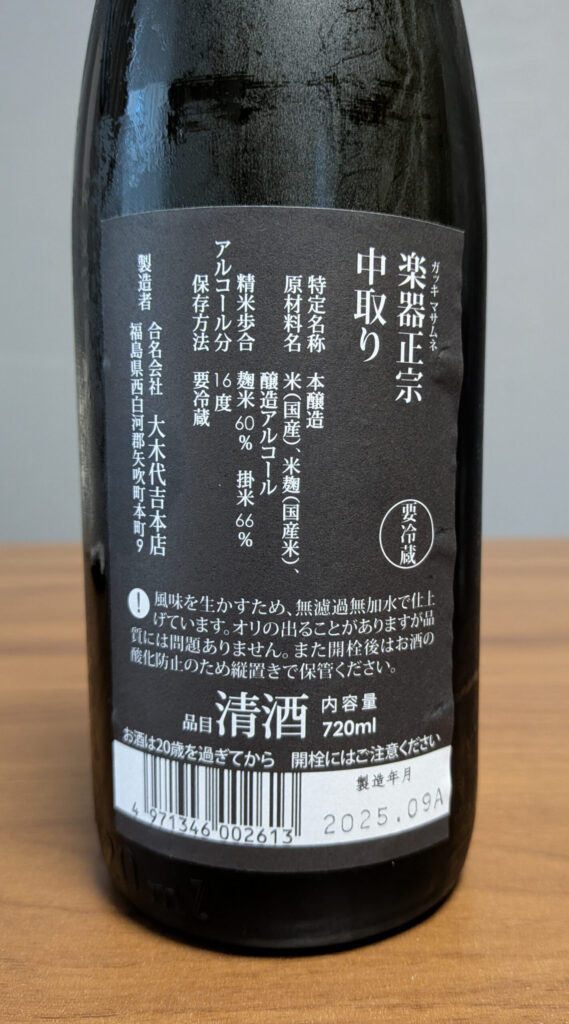 ガッキ マサムネ
楽器正宗
中取り
要冷蔵
特定名称 本醸造
原材料名 米(国産)、米麹(国産米)、
醸造アルコール
精米歩合 麹米60% 掛米66%
アルコール分 16度
保存方法 要冷蔵
製造者 合名会社 大木代吉本店
福島県西白河郡矢吹町本町9
! 風味を生かすため、無濾過無加水で仕上
げています。オリの出ることがありますが品
質には問題ありません。また開栓後はお酒の
酸化防止のため縦置きで保管ください。
品目 清酒 内容量
720ml
お酒は20歳を過ぎてから 開栓にはご注意ください
製造年月
2025.09A
4 971346 002613